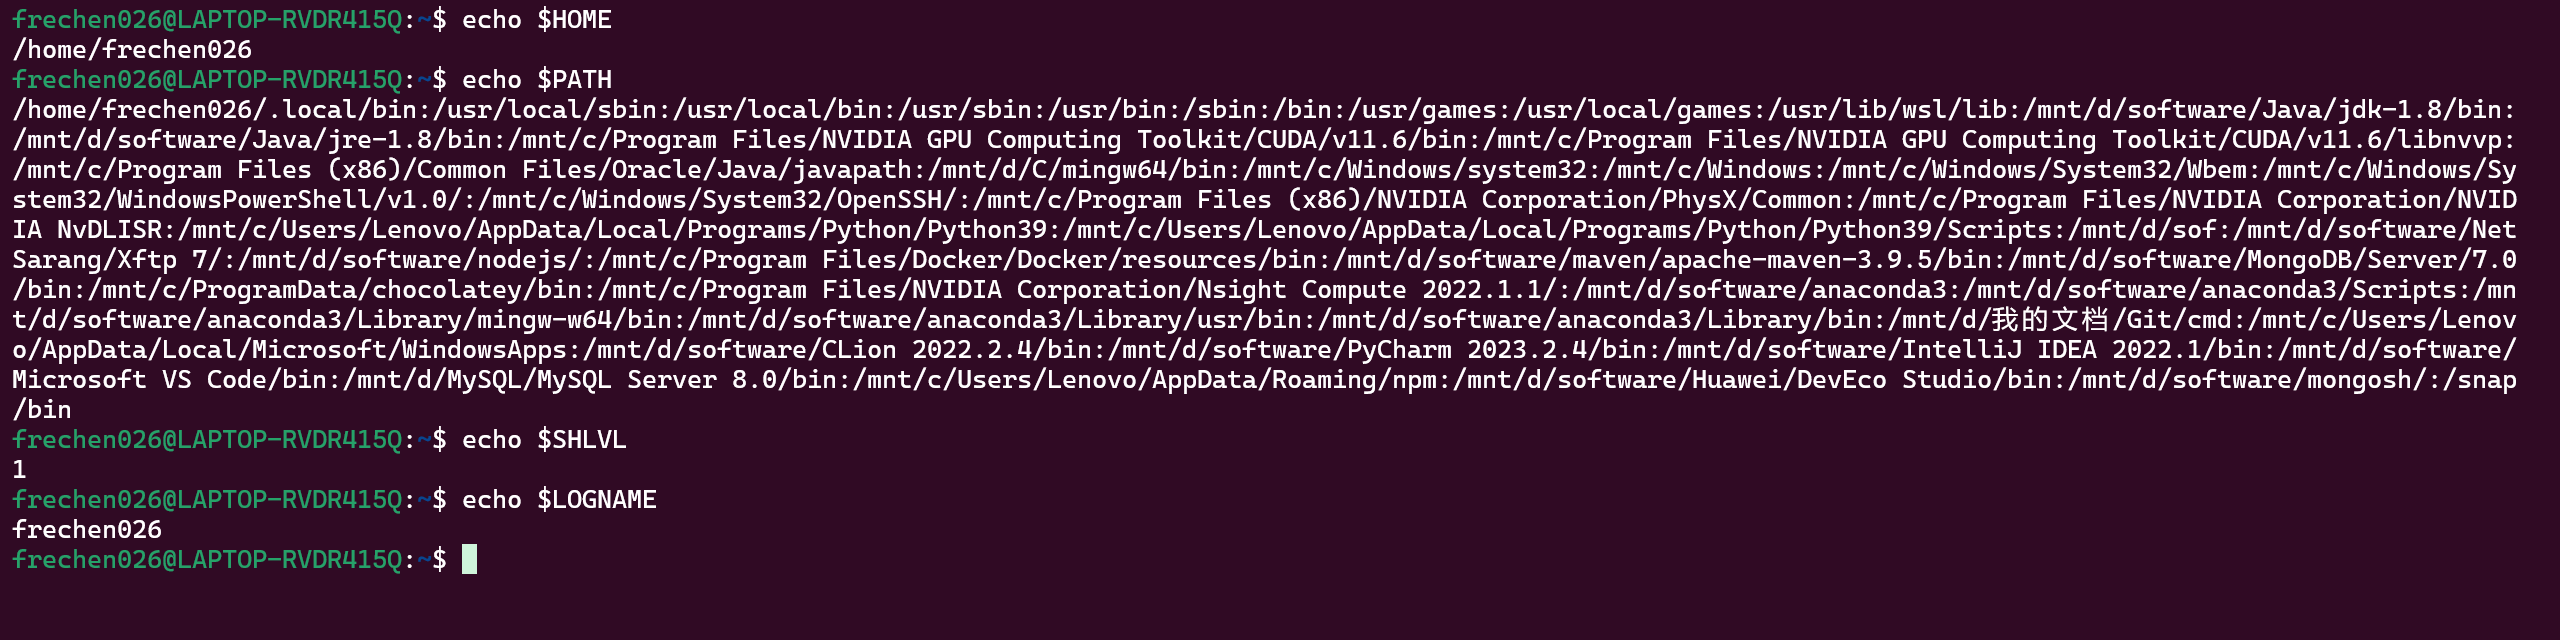 frechen026@LAPTOP-RVDR415Q:~$ echo $HOME
/home/frechen026
frechen026@LAPTOP-RVDR415Q:~$ echo $PATH
/home/frechen026/.local/bin:/usr/local/sbin:/usr/local/bin:/usr/sbin:/usr/bin:/sbin:/bin:/usr/games:/usr/local/games:/usr/lib/wsl/lib:/mnt/d/software/Java/jdk-1.8/bin:
/mnt/d/software/Java/jre-1.8/bin:/mnt/c/Program Files/NVIDIA GPU Computing Toolkit/CUDA/v11.6/bin:/mnt/c/Program Files/NVIDIA GPU Computing Toolkit/CUDA/v11.6/libnvvp:
/mnt/c/Program Files (x86)/Common Files/Oracle/Java/javapath:/mnt/d/C/mingw64/bin:/mnt/c/Windows/system32:/mnt/c/Windows:/mnt/c/Windows/System32/Wbem:/mnt/c/Windows/Sy
stem32/WindowsPowerShell/v1.0/:/mnt/c/Windows/System32/OpenSSH/:/mnt/c/Program Files (x86)/NVIDIA Corporation/PhysX/Common:/mnt/c/Program Files/NVIDIA Corporation/NVID
IA NvDLISR:/mnt/c/Users/Lenovo/AppData/Local/Programs/Python/Python39:/mnt/c/Users/Lenovo/AppData/Local/Programs/Python/Python39/Scripts:/mnt/d/sof:/mnt/d/software/Net
Sarang/Xftp 7/:/mnt/d/software/nodejs/:/mnt/c/Program Files/Docker/Docker/resources/bin:/mnt/d/software/maven/apache-maven-3.9.5/bin:/mnt/d/software/MongoDB/Server/7.0
/bin:/mnt/c/ProgramData/chocolatey/bin:/mnt/c/Program Files/NVIDIA Corporation/Nsight Compute 2022.1.1/:/mnt/d/software/anaconda3:/mnt/d/software/anaconda3/Scripts:/mn
t/d/software/anaconda3/Library/mingw-w64/bin:/mnt/d/software/anaconda3/Library/usr/bin:/mnt/d/software/anaconda3/Library/bin:/mnt/d/我的文档/Git/cmd:/mnt/c/Users/Lenov
o/AppData/Local/Microsoft/WindowsApps:/mnt/d/software/CLion 2022.2.4/bin:/mnt/d/software/PyCharm 2023.2.4/bin:/mnt/d/software/IntelliJ IDEA 2022.1/bin:/mnt/d/software/
Microsoft VS Code/bin:/mnt/d/MySQL/MySQL Server 8.0/bin:/mnt/c/Users/Lenovo/AppData/Roaming/npm:/mnt/d/software/Huawei/DevEco Studio/bin:/mnt/d/software/mongosh/:/snap
/bin
frechen026@LAPTOP-RVDR415Q:~$ echo $SHLVL
1
frechen026@LAPTOP-RVDR415Q:~$ echo $LOGNAME
frechen026
frechen026@LAPTOP-RVDR415Q:~$